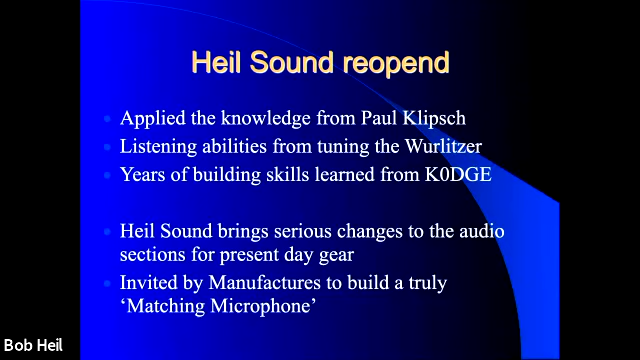 Heil Sound reopend
Applied the knowledge from Paul Klipsch
Listening abilities from tuning the Wurlitzer
Years of building skills learned from K0DGE
Heil Sound brings serious changes to the audio
sections for present day gear
Invited by Manufactures to build a truly
‘Matching Microphone’
Bob Heil